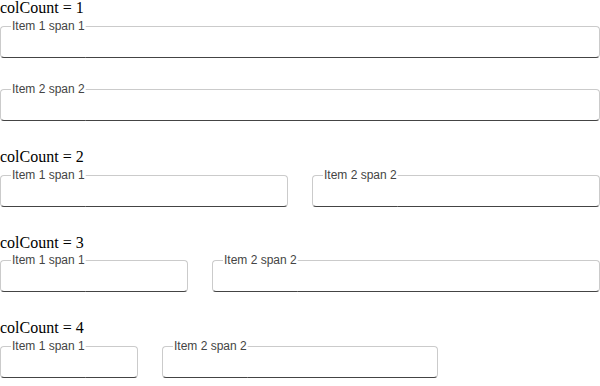 colCount = 1
Item 1 span 1
Item 2 span 2
colCount = 2
Item 1 span 1 Item 2 span 2
colCount = 3
Item 1 span 1 Item 2 span 2
colCount = 4
Item 1 span 1 Item 2 span 2